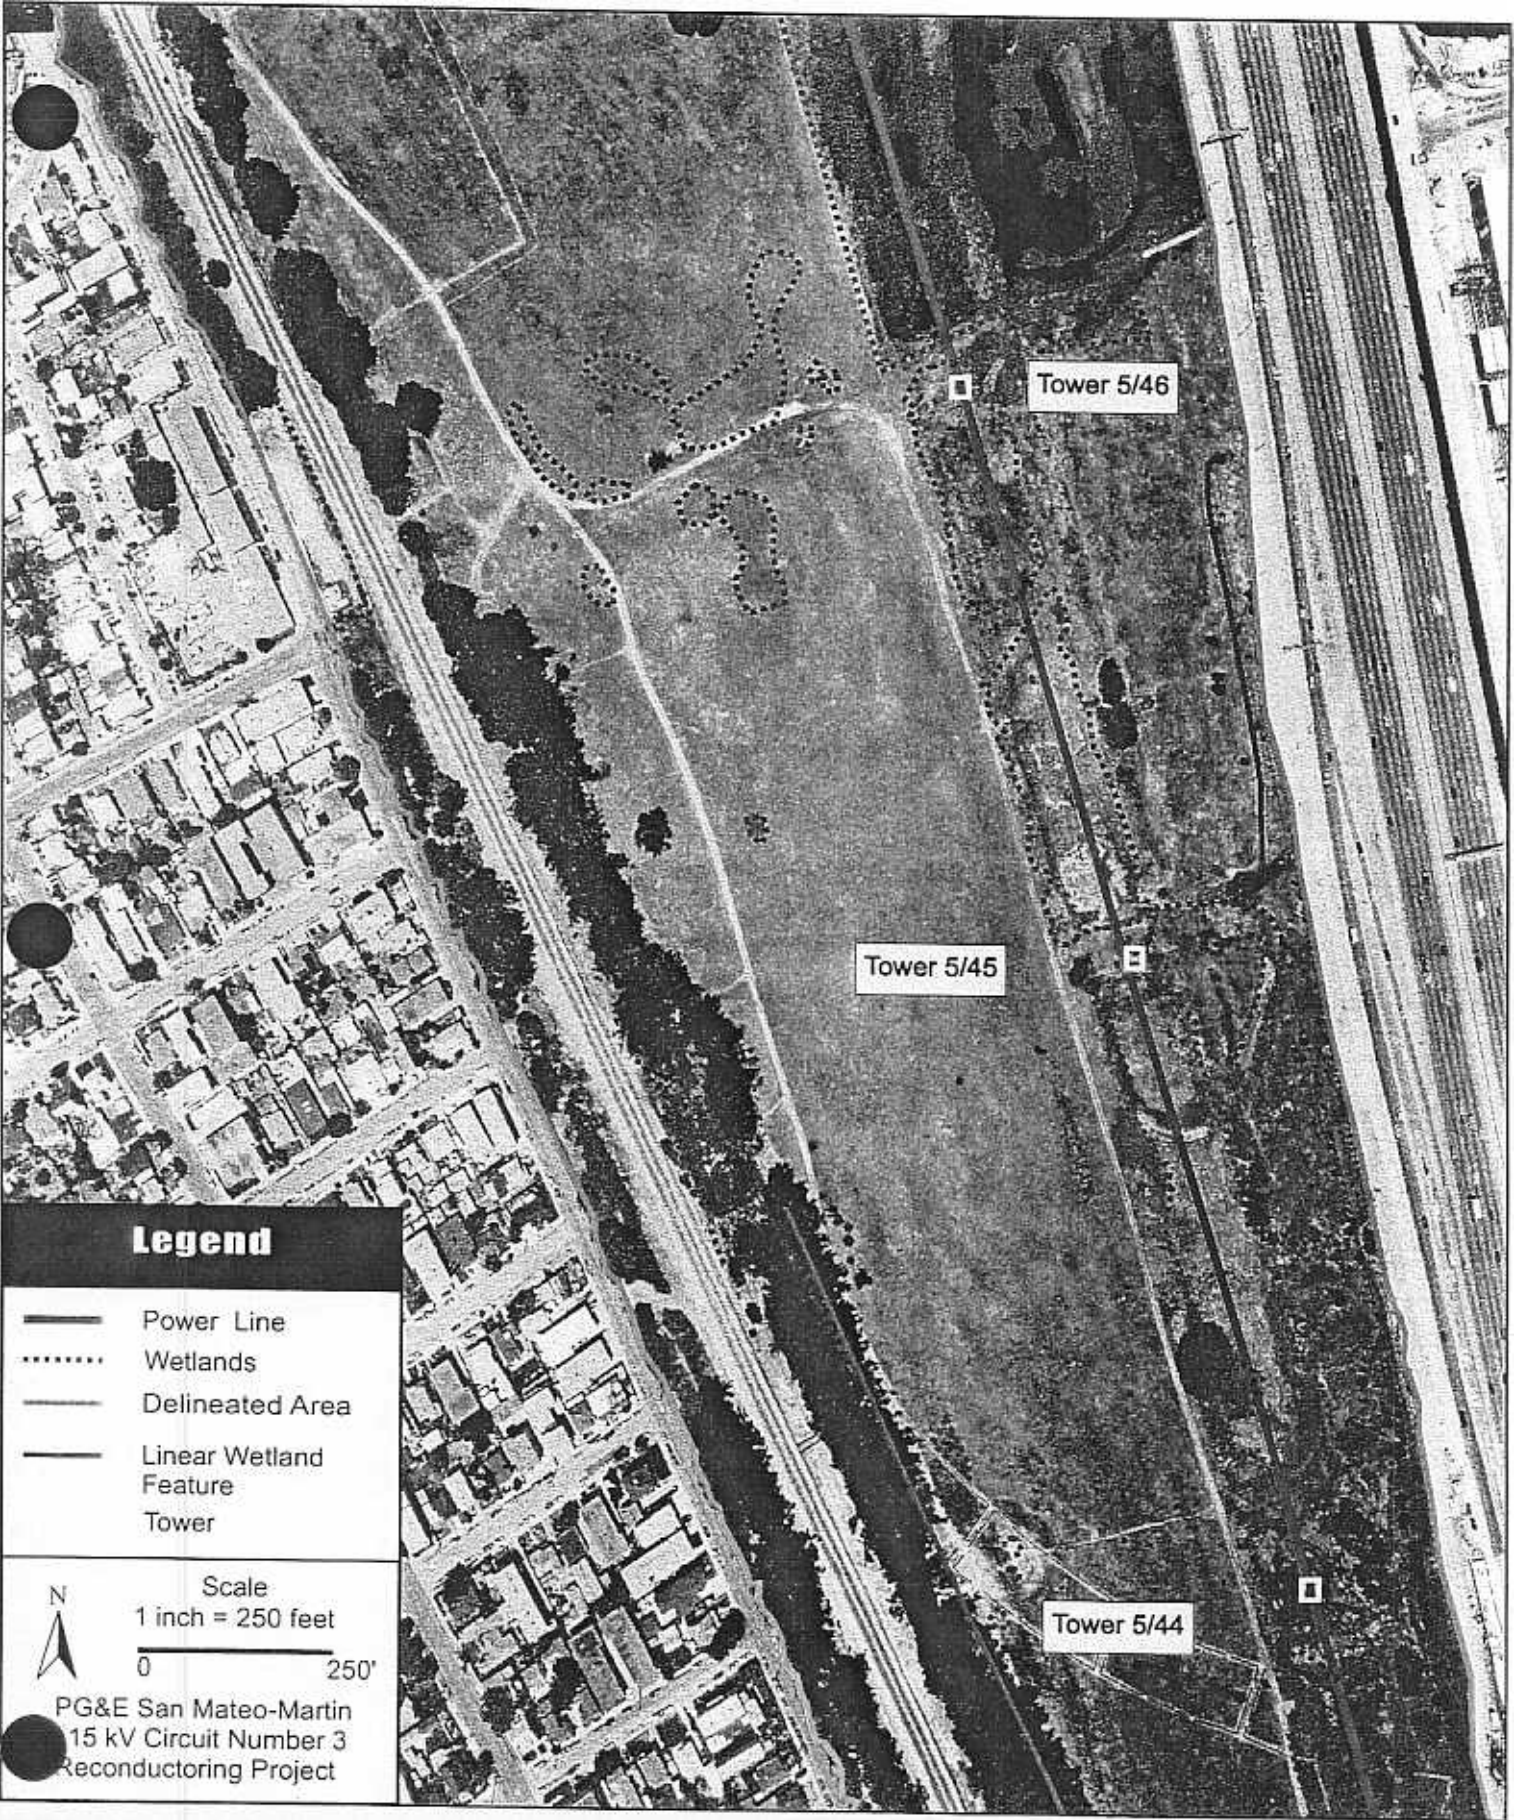 Tower 5/46
Tower 5/45
Tower 5/44
Legend
Power Line
Wetlands
Delineated Area
Linear Wetland
Feature
Tower
N
Scale
1 inch = 250 feet
0 250'
PG&E San Mateo-Martin
15 kV Circuit Number 3
Reconductoring Project